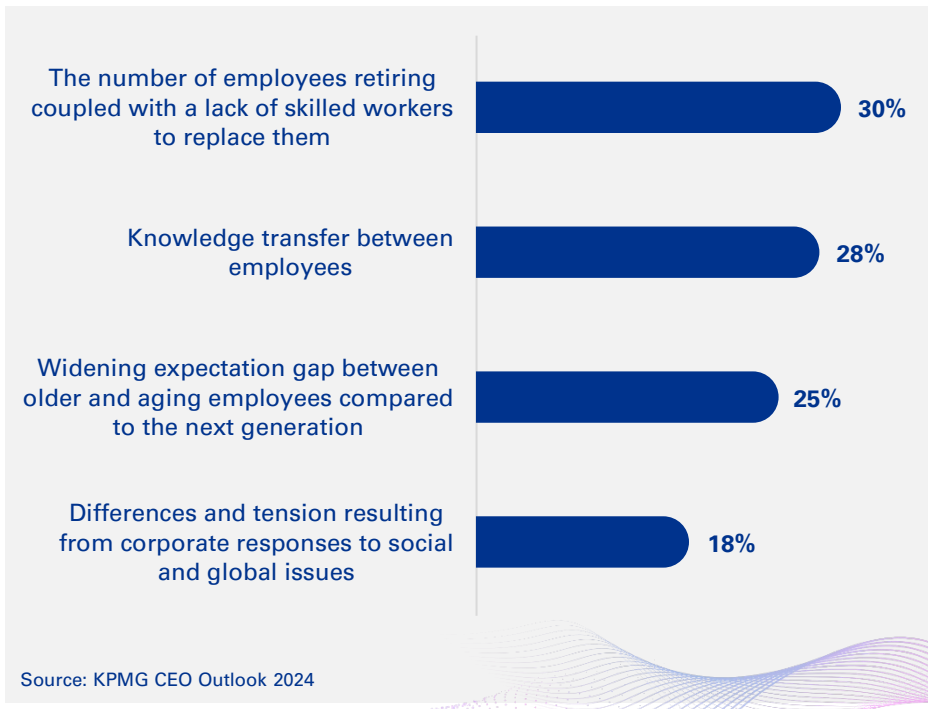 The number of employees retiring
coupled with a lack of skilled workers
to replace them
30%
Knowledge transfer between
employees
28%
Widening expectation gap between
older and aging employees compared
to the next generation
25%
Differences and tension resulting
from corporate responses to social
and global issues
18%
Source: KPMG CEO Outlook 2024